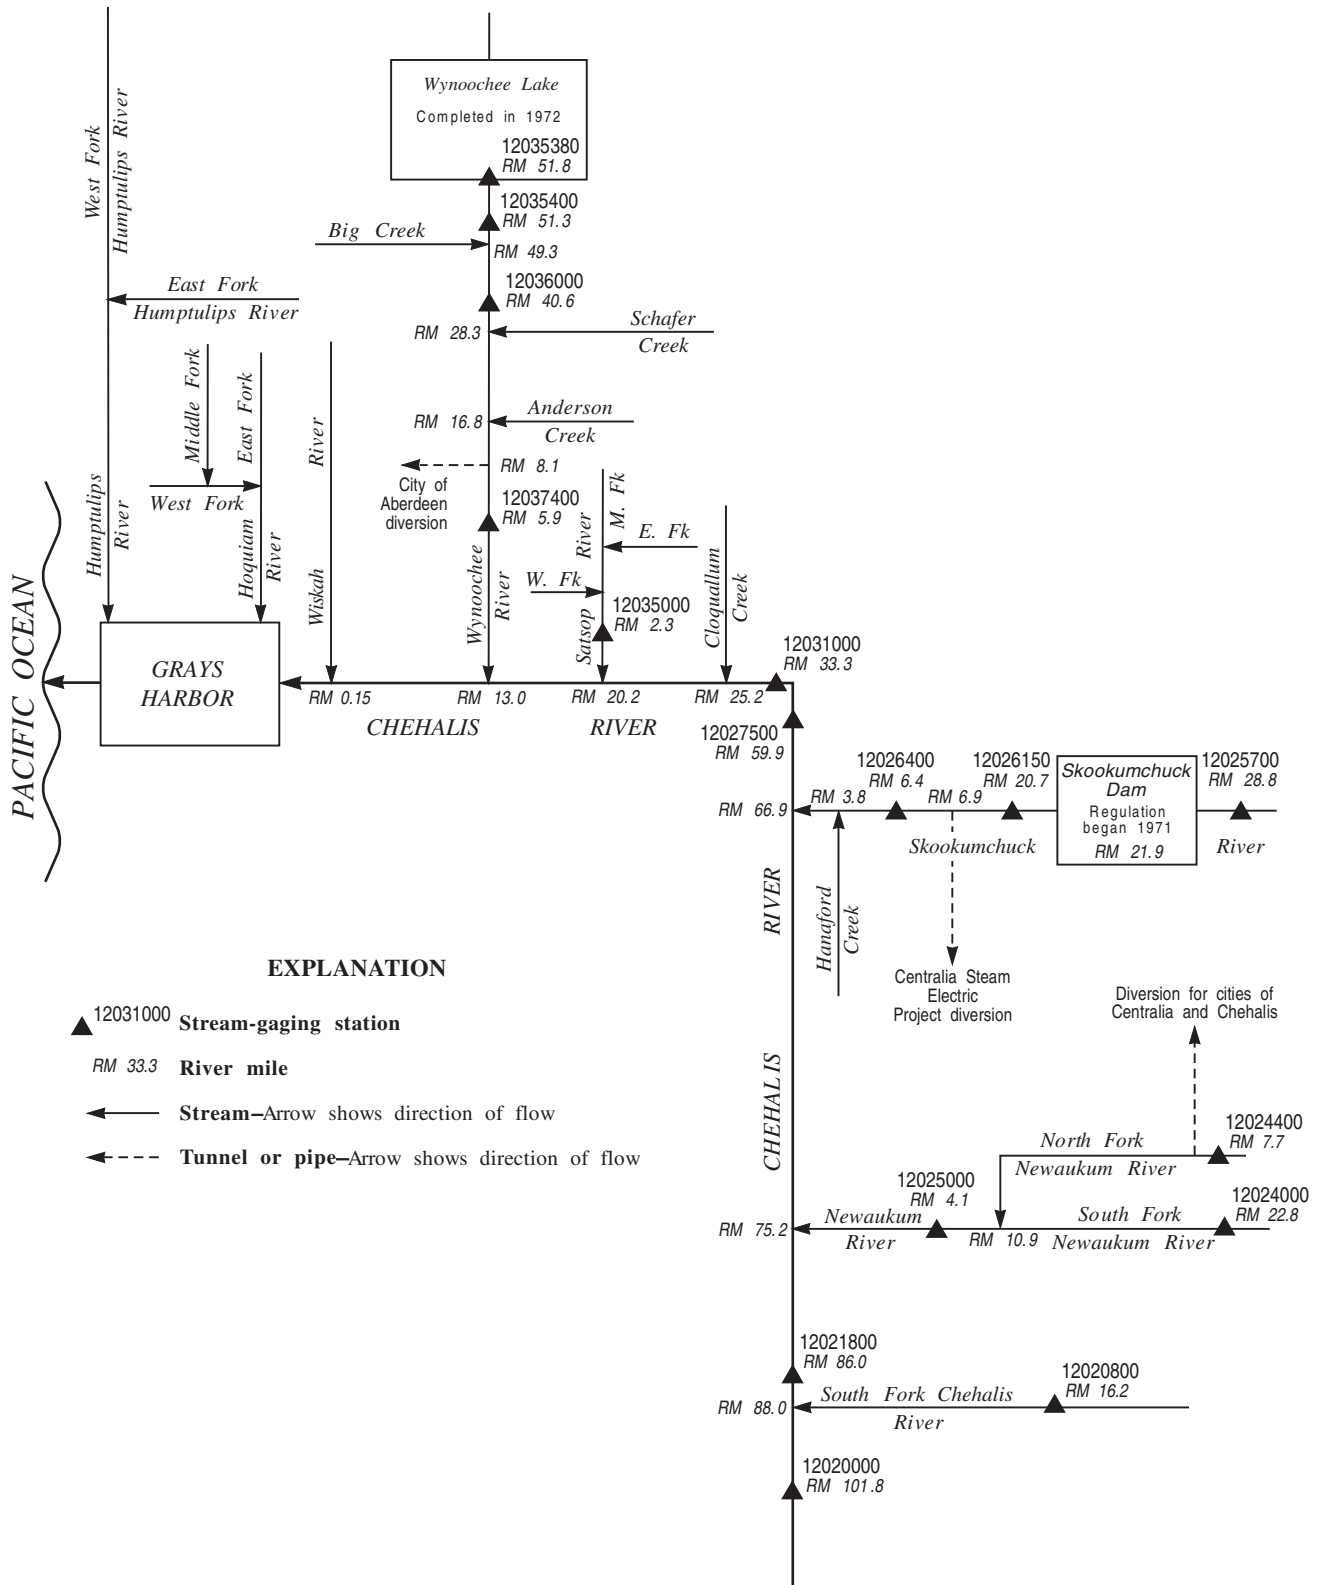 Wynoochee Lake
Completed in 1972
12035380
RM 51.8
12035400
RM 51.3
Big Creek
RM 49.3
12036000
RM 40.6
Schafer
RM 28.3
Creek
Anderson
RM 16.8
Creek
RM 8.1
City of
Aberdeen
diversion
12037400
RM 5.9
Wynoochee
River
West Fork
Humptulips River
East Fork
Humptulips River
Humptulips
River
Middle Fork
East Fork
West Fork
Hoquiam
River
Wiskah
River
M. Fk
E. Fk
W. Fk
Satsop
River
12035000
RM 2.3
Cloquallum
Creek
12031000
RM 33.3
PACIFIC OCEAN
GRAYS
HARBOR
RM 0.15
RM 13.0
RM 20.2
RM 25.2
CHEHALIS
RIVER
12027500
RM 59.9
12026400
RM 6.4
12026150
RM 20.7
Skookumchuck
Dam
Regulation
began 1971
RM 21.9
12025700
RM 28.8
RM 66.9
RM 3.8
RM 6.9
Skookumchuck
River
Hanaford
Creek
Centralia Steam
Electric
Project diversion
RIVER
CHEHALIS
Diversion for cities of
Centralia and Chehalis
North Fork
Newaukum River
12024400
RM 7.7
12025000
RM 4.1
12024000
RM 22.8
RM 75.2
Newaukum
River
RM 10.9
South Fork
Newaukum River
12021800
RM 86.0
12020800
RM 16.2
RM 88.0
South Fork Chehalis
River
12020000
RM 101.8
EXPLANATION
12031000 Stream-gaging station
RM 33.3 River mile
Stream–Arrow shows direction of flow
Tunnel or pipe–Arrow shows direction of flow